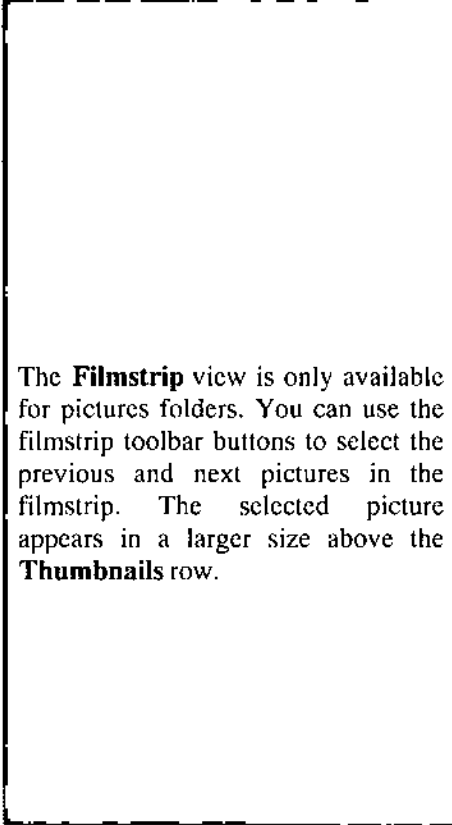 The Filmstrip view is only available
for pictures folders. You can use the
filmstrip toolbar buttons to select the
previous and next pictures in the
filmstrip. The selected picture
appears in a larger size above the
Thumbnails row.